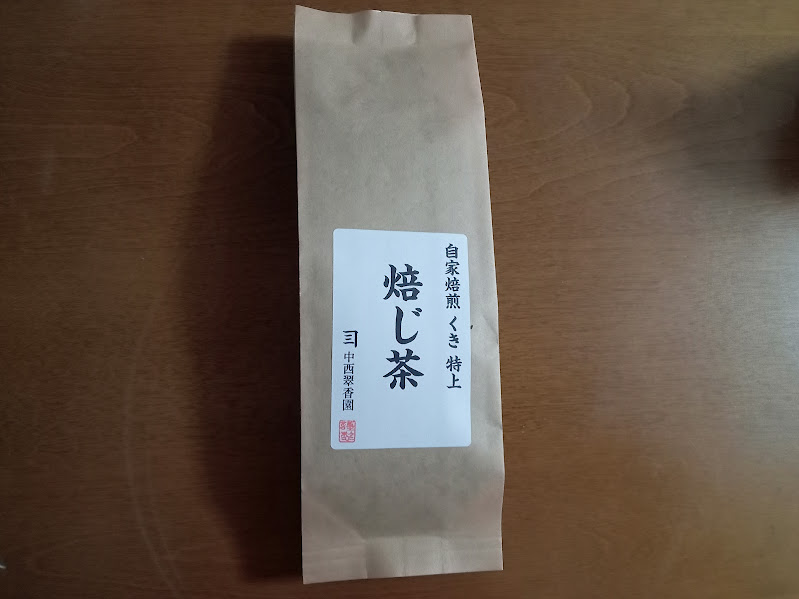 自家焙煎 くき 特上
焙じ茶
中西翠香園